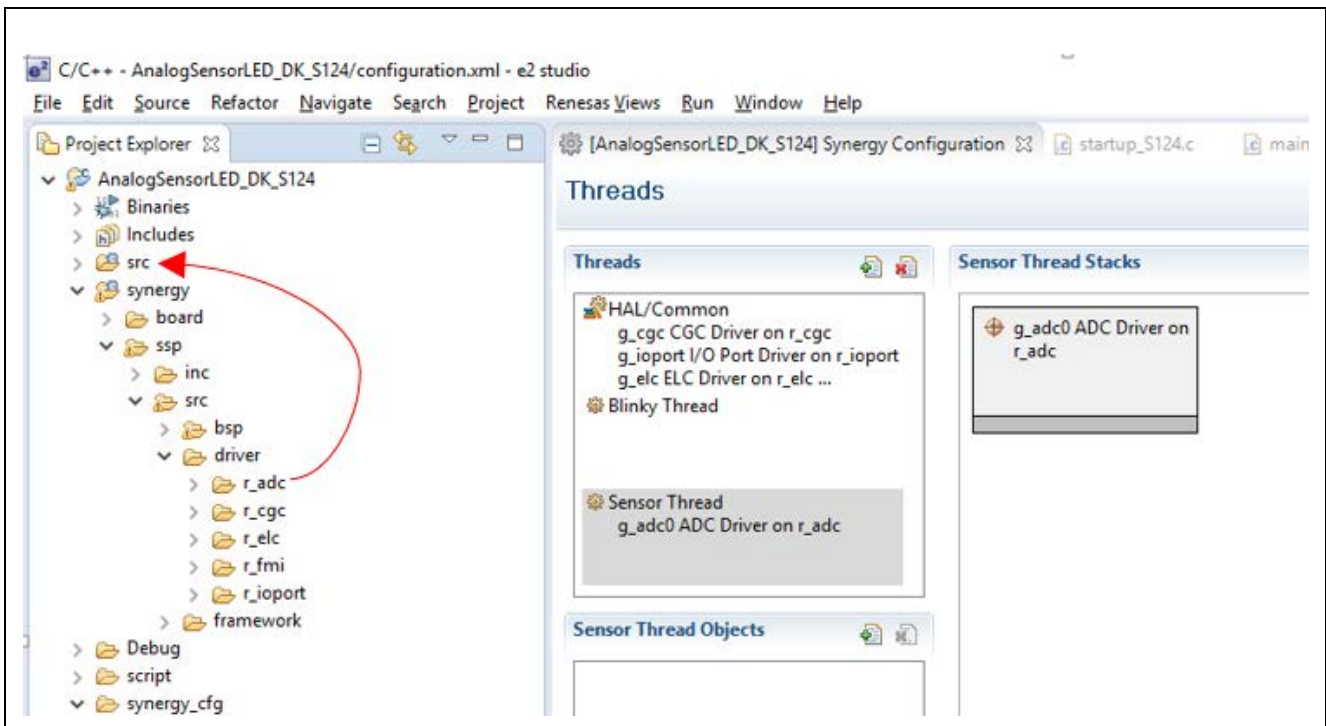 C/C++ - AnalogSensorLED_DK_S124/configuration.xml - e2 studio
File Edit Source Refactor Navigate Search Project Renesas Views Run Window Help
Project Explorer
AnalogSensorLED_DK_S124
Binaries
Includes
src
synergy
board
ssp
inc
src
bsp
driver
r_adc
r_cgc
r_elc
r_fmi
r_ioport
framework
Debug
script
synergy_cfg
[AnalogSensorLED_DK_S124] Synergy Configuration
startup_S124.c
main
Threads
Threads
HAL/Common
g_cgc CGC Driver on r_cgc
g_ioport I/O Port Driver on r_ioport
g_elc ELC Driver on r_elc ...
Blinky Thread
Sensor Thread
g_adc0 ADC Driver on r_adc
Sensor Thread Objects
Sensor Thread Stacks
g_adc0 ADC Driver on
r_adc